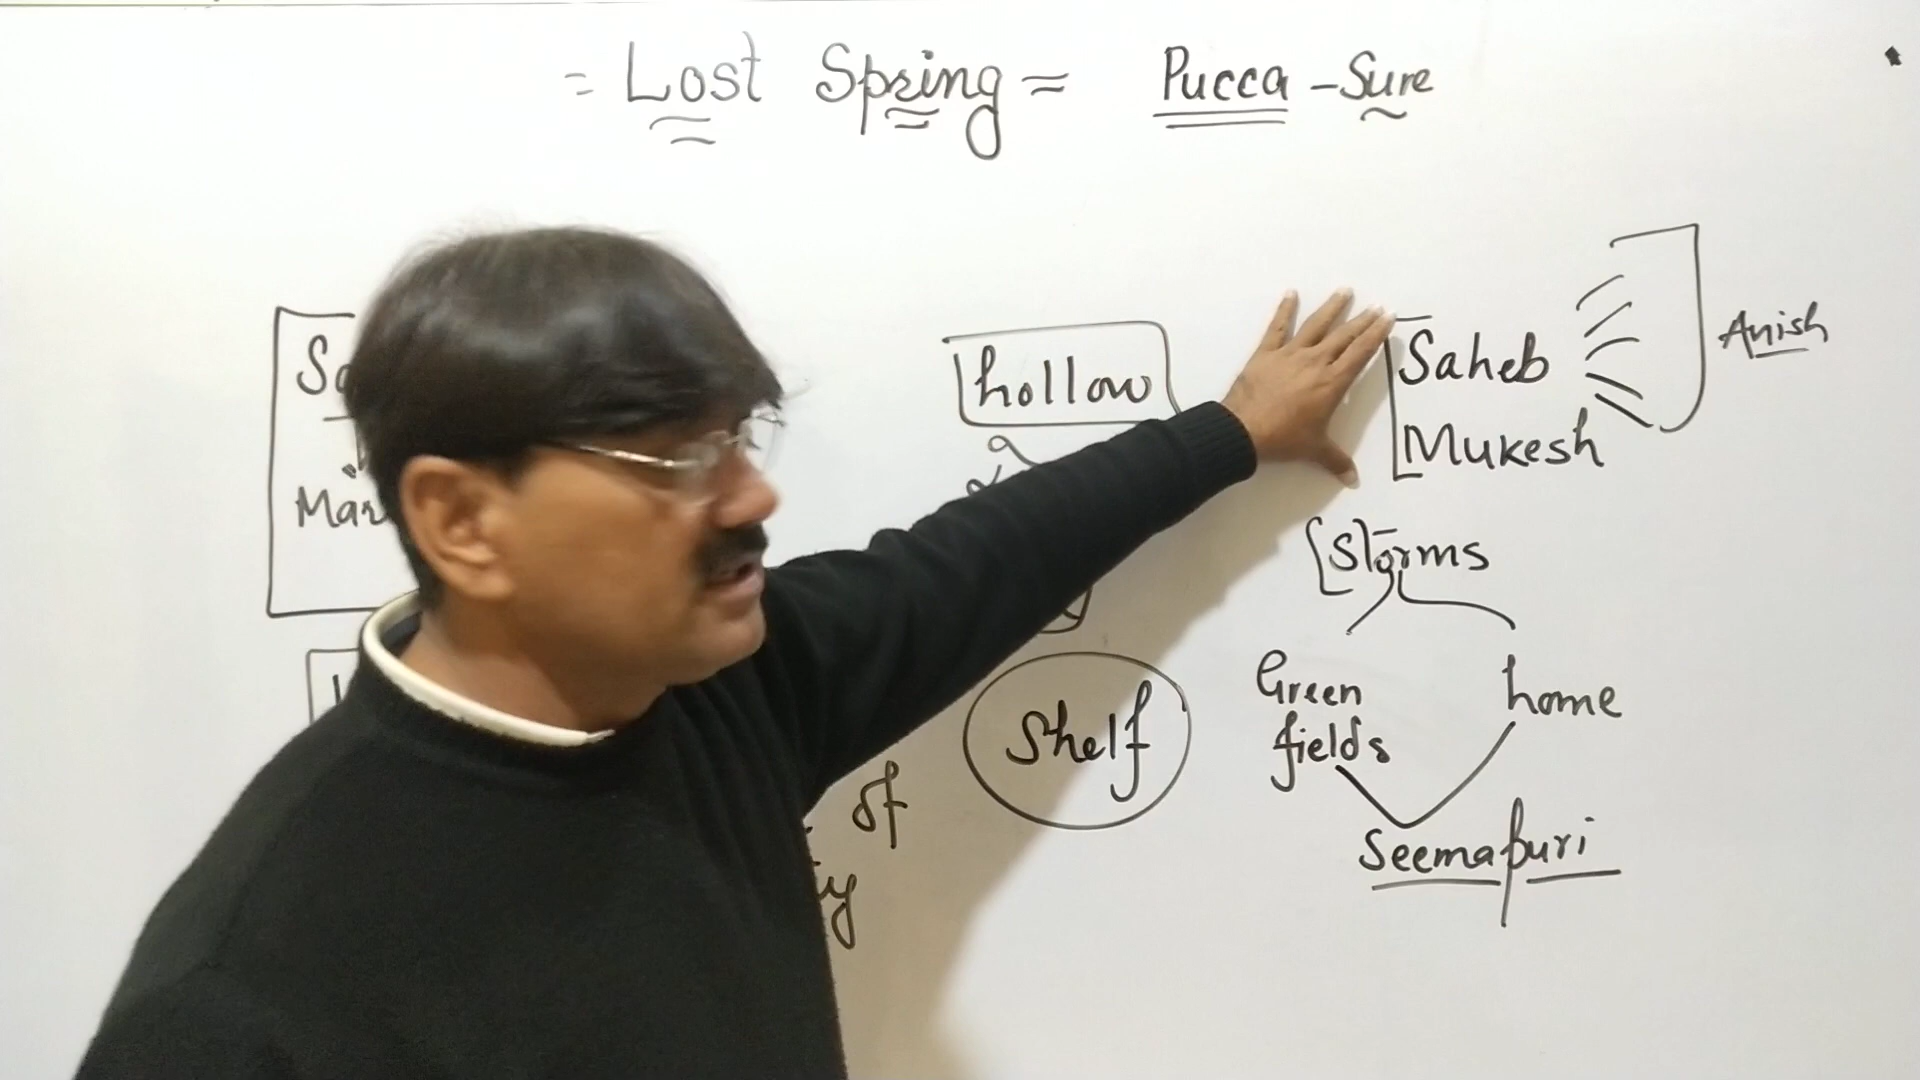 = Lost Spring = Pucca - Sure
hollow
Saheb
Mukesh
Anish
Storms
Green
fields
home
Shelf
of
Seemapuri